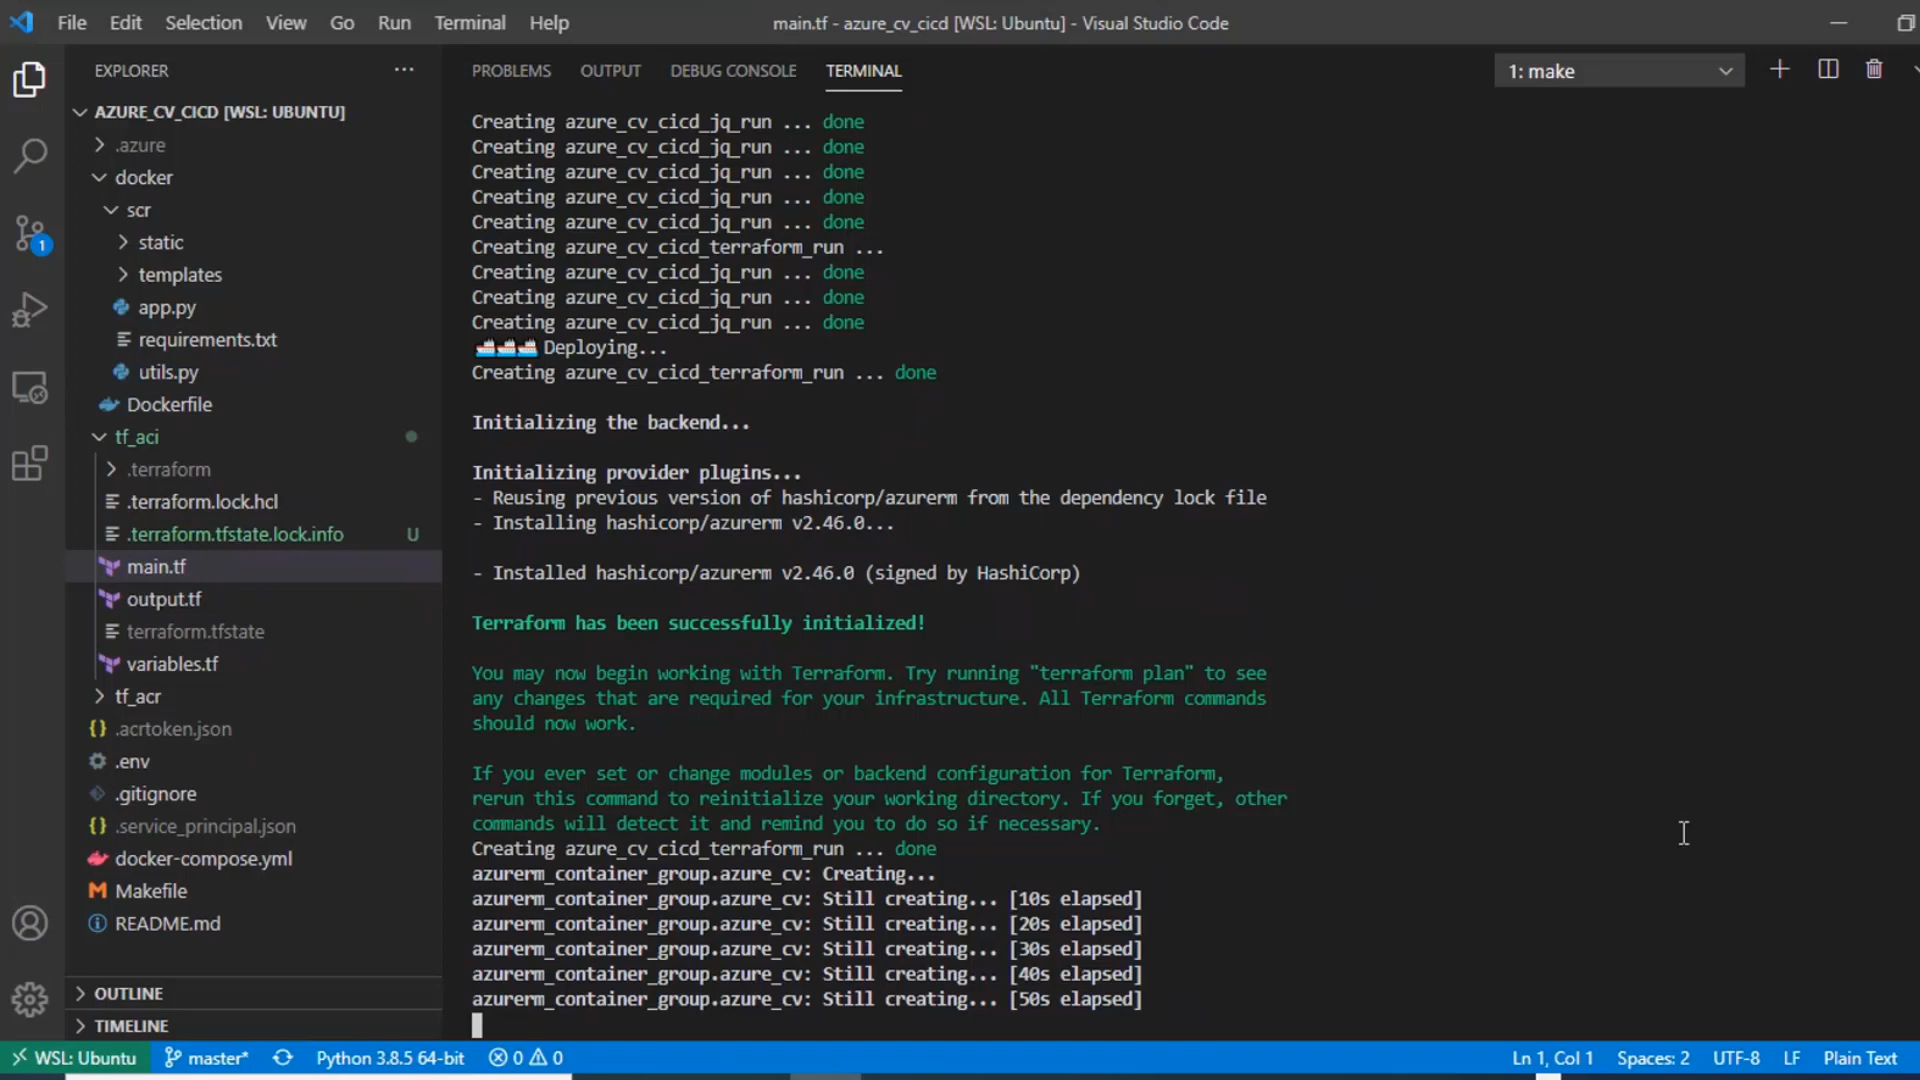 File Edit Selection View Go Run Terminal Help
main.tf - azure_cv_cicd [WSL: Ubuntu] - Visual Studio Code
EXPLORER
AZURE_CV_CICD [WSL: UBUNTU]
.azure
docker
scr
static
templates
app.py
requirements.txt
utils.py
Dockerfile
tf_aci
.terraform
.terraform.lock.hcl
.terraform.tfstate.lock.info U
main.tf
output.tf
terraform.tfstate
variables.tf
tf_acr
.acrtoken.json
.env
.gitignore
.service_principal.json
docker-compose.yml
Makefile
README.md
OUTLINE
TIMELINE
1
PROBLEMS OUTPUT DEBUG CONSOLE TERMINAL
1: make
Creating azure_cv_cicd_jq_run ... done
Creating azure_cv_cicd_jq_run ... done
Creating azure_cv_cicd_jq_run ... done
Creating azure_cv_cicd_jq_run ... done
Creating azure_cv_cicd_jq_run ... done
Creating azure_cv_cicd_terraform_run ...
Creating azure_cv_cicd_jq_run ... done
Creating azure_cv_cicd_jq_run ... done
Creating azure_cv_cicd_jq_run ... done
Deploying...
Creating azure_cv_cicd_terraform_run ... done
Initializing the backend...
Initializing provider plugins...
- Reusing previous version of hashicorp/azurerm from the dependency lock file
- Installing hashicorp/azurerm v2.46.0...
- Installed hashicorp/azurerm v2.46.0 (signed by HashiCorp)
Terraform has been successfully initialized!
You may now begin working with Terraform. Try running "terraform plan" to see
any changes that are required for your infrastructure. All Terraform commands
should now work.
If you ever set or change modules or backend configuration for Terraform,
rerun this command to reinitialize your working directory. If you forget, other
commands will detect it and remind you to do so if necessary.
Creating azure_cv_cicd_terraform_run ... done
azurerm_container_group.azure_cv: Creating...
azurerm_container_group.azure_cv: Still creating... [10s elapsed]
azurerm_container_group.azure_cv: Still creating... [20s elapsed]
azurerm_container_group.azure_cv: Still creating... [30s elapsed]
azurerm_container_group.azure_cv: Still creating... [40s elapsed]
azurerm_container_group.azure_cv: Still creating... [50s elapsed]
WSL: Ubuntu master* Python 3.8.5 64-bit 0 0 Ln 1, Col 1 Spaces: 2 UTF-8 LF Plain Text